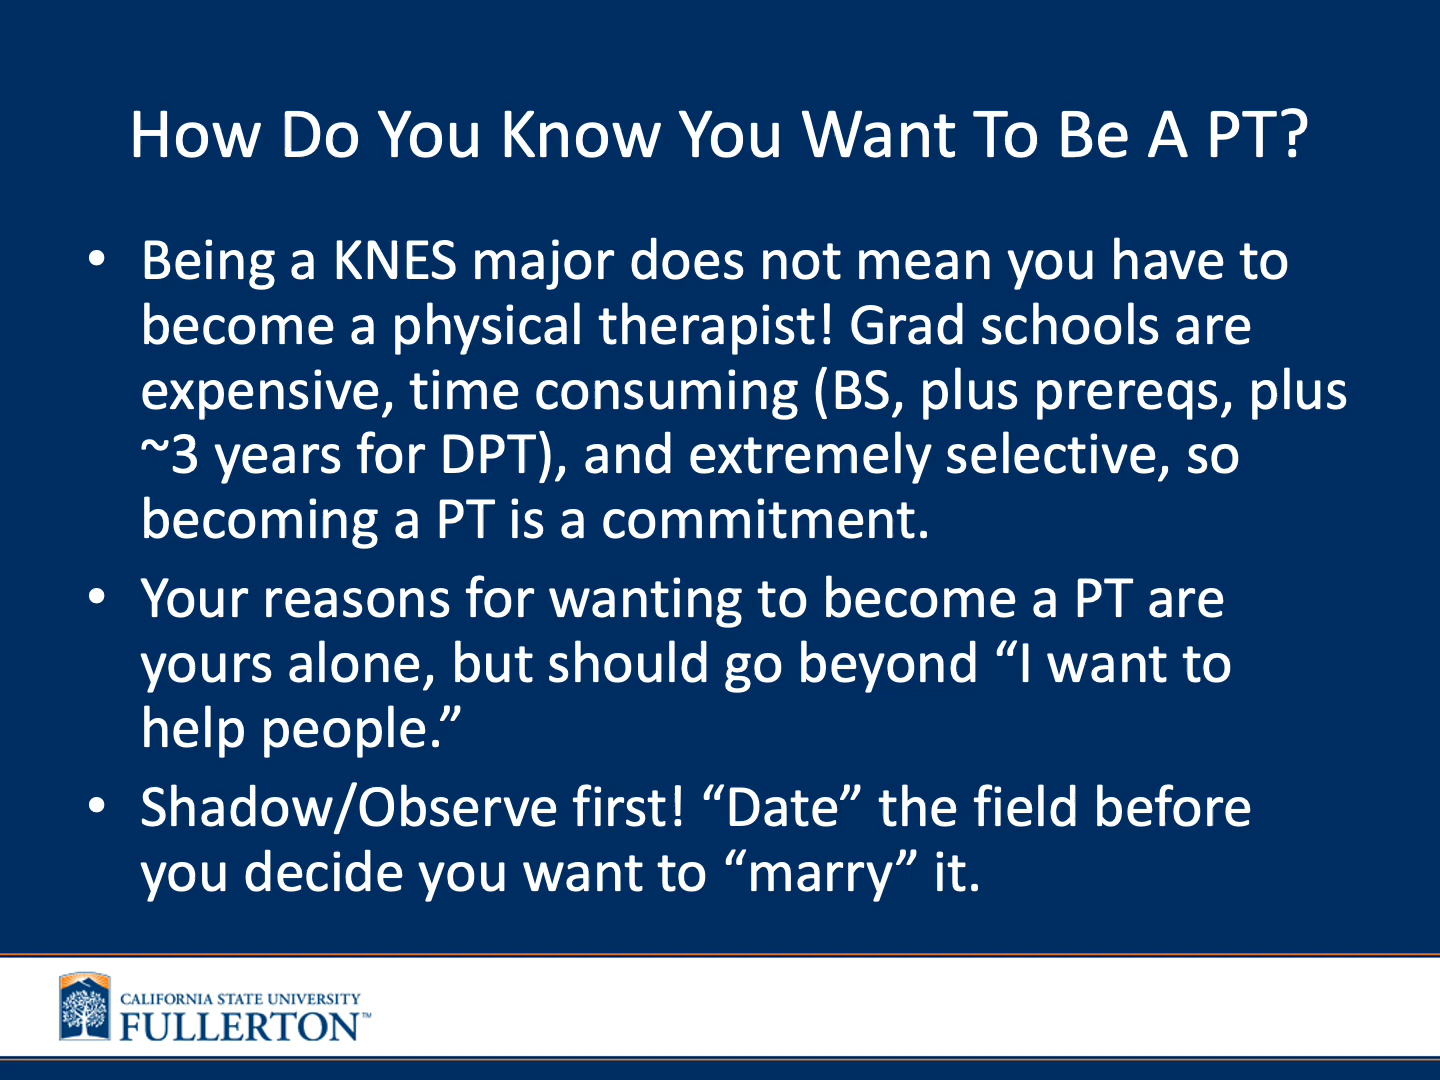 How Do You Know You Want To Be A PT?
• Being a KNES major does not mean you have to
become a physical therapist! Grad schools are
expensive, time consuming (BS, plus prereqs, plus
~3 years for DPT), and extremely selective, so
becoming a PT is a commitment.
• Your reasons for wanting to become a PT are
yours alone, but should go beyond “I want to
help people.”
• Shadow/Observe first! “Date” the field before
you decide you want to “marry” it.
CALIFORNIA STATE UNIVERSITY
FULLERTON™